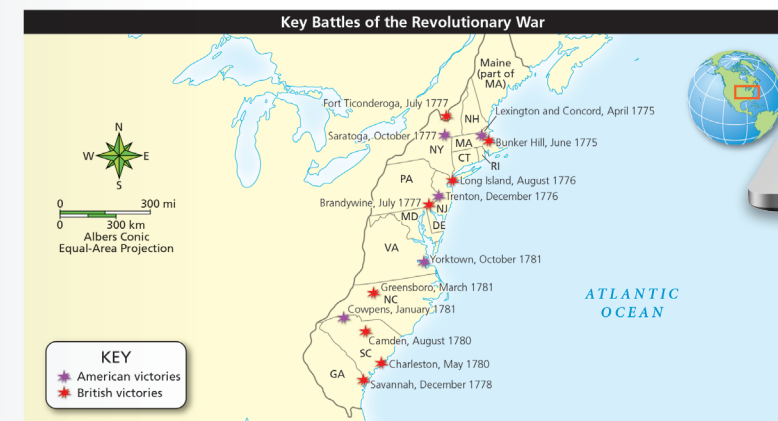 Key Battles of the Revolutionary War
Maine
(part of
MA)
Fort Ticonderoga, July 1777
Lexington and Concord, April 1775
NH
Saratoga, October 1777
Bunker Hill, June 1775
NY
MA
CT
RI
PA
Long Island, August 1776
Trenton, December 1776
Brandywine, July 1777
NJ
MD
DE
VA
Yorktown, October 1781
Greensboro, March 1781
NC
Cowpens, January 1781
Camden, August 1780
SC
Charleston, May 1780
GA
Savannah, December 1778
N
W
E
S
0 300 mi
0 300 km
Albers Conic
Equal-Area Projection
ATLANTIC
OCEAN
KEY
American victories
British victories